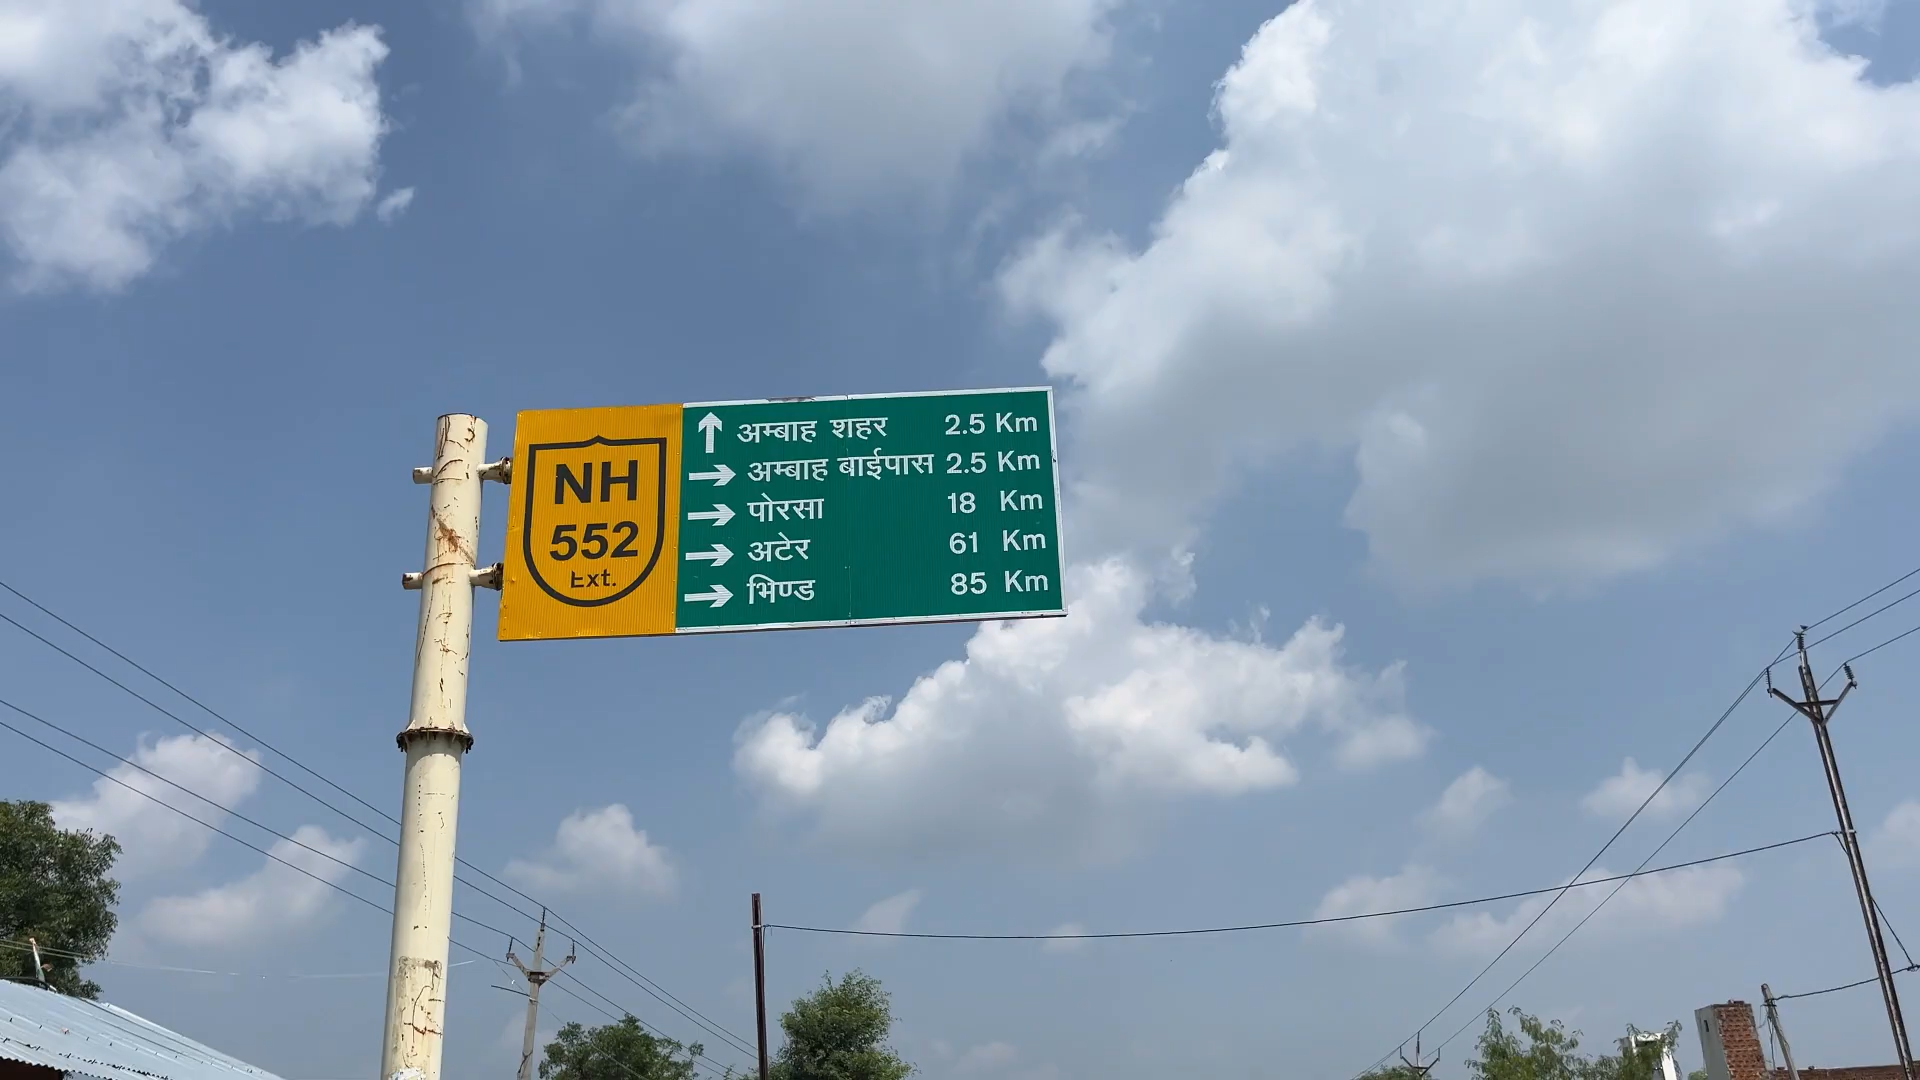 NH
552
Ext.
↑ अम्बाह शहर 2.5 Km
→ अम्बाह बाईपास 2.5 Km
→ पोरसा 18 Km
→ अटेर 61 Km
→ भिण्ड 85 Km